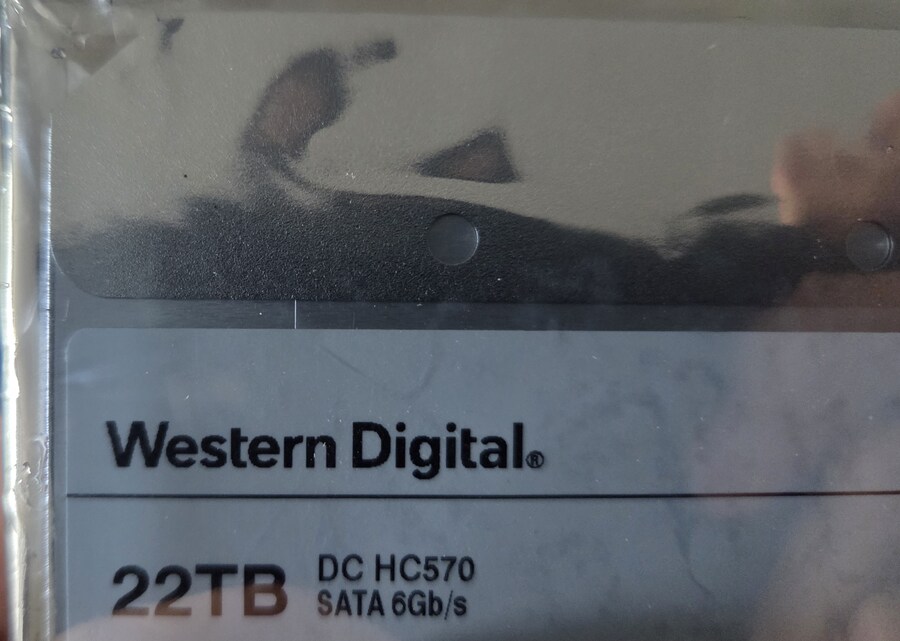 Western Digital®
22TB
DC HC570
SATA 6Gb/s